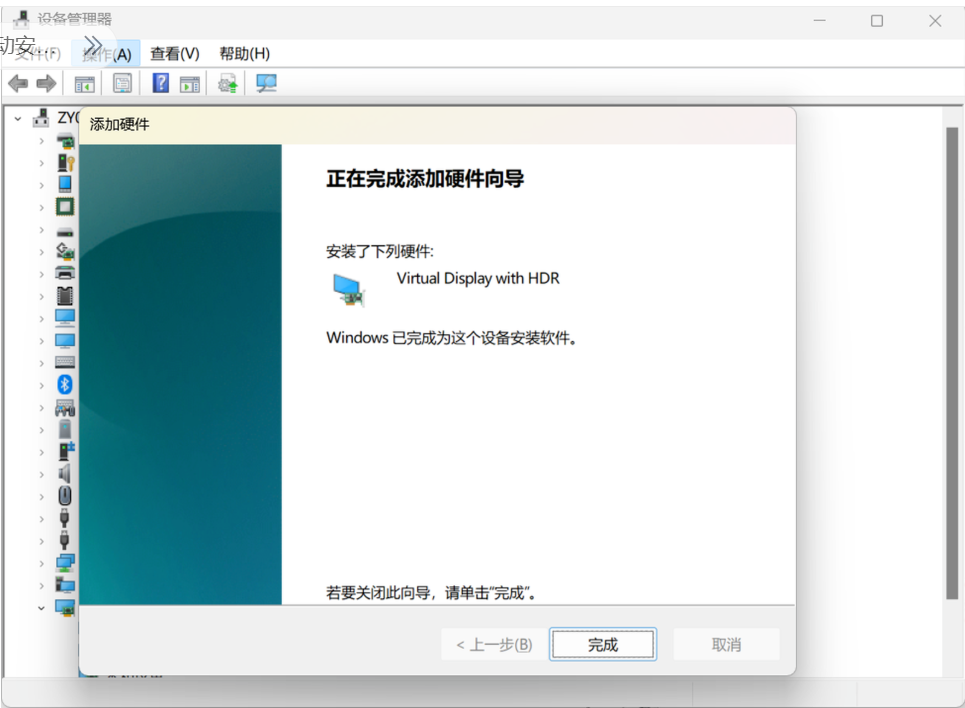 设备管理器
动安...
文件(F) 操作(A) 查看(V) 帮助(H)
ZY
添加硬件
正在完成添加硬件向导
安装了下列硬件:
Virtual Display with HDR
Windows 已完成为这个设备安装软件。
若要关闭此向导，请单击"完成"。
< 上一步(B) 完成 取消